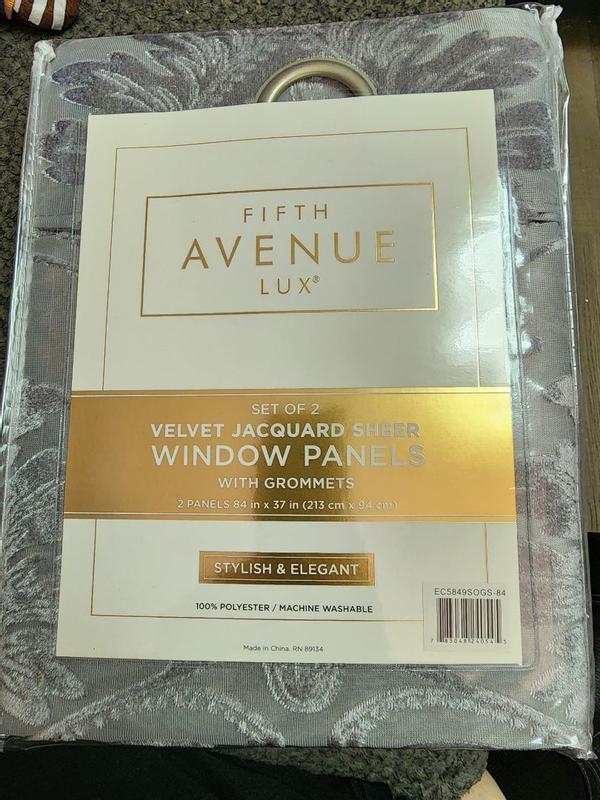 FIFTH
AVENUE
LUX®
SET OF 2
VELVET JACQUARD SHEER
WINDOW PANELS
WITH GROMMETS
2 PANELS 84 in x 37 in (213 cm x 94 cm)
STYLISH & ELEGANT
100% POLYESTER / MACHINE WASHABLE
EC5849SOGS-84
Made in China. RN 89134